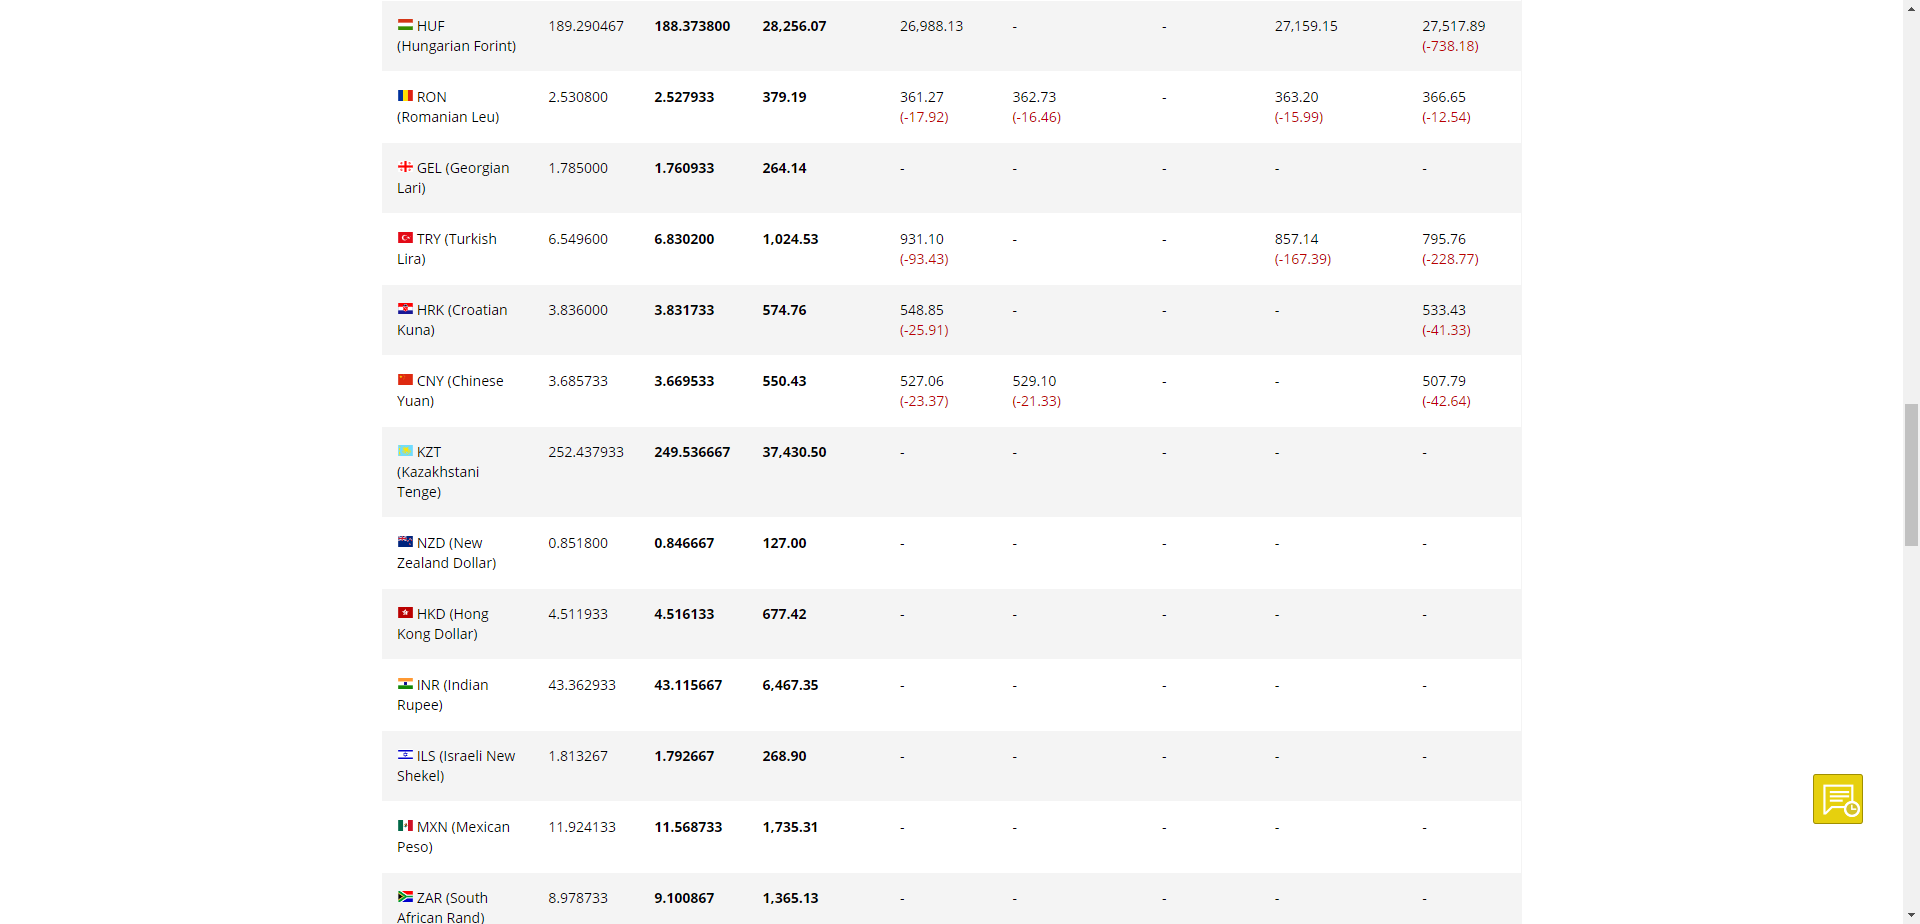 HUF 189.290467 188.373800 28,256.07 26,988.13 - - 27,159.15 27,517.89
(Hungarian Forint) (-738.18)
RON 2.530800 2.527933 379.19 361.27 362.73 - 363.20 366.65
(Romanian Leu) (-17.92) (-16.46) (-15.99) (-12.54)
GEL (Georgian 1.785000 1.760933 264.14 - - - - -
Lari)
TRY (Turkish 6.549600 6.830200 1,024.53 931.10 - - 857.14 795.76
Lira) (-93.43) (-167.39) (-228.77)
HRK (Croatian 3.836000 3.831733 574.76 548.85 - - - 533.43
Kuna) (-25.91) (-41.33)
CNY (Chinese 3.685733 3.669533 550.43 527.06 529.10 - - 507.79
Yuan) (-23.37) (-21.33) (-42.64)
KZT 252.437933 249.536667 37,430.50 - - - - -
(Kazakhstani
Tenge)
NZD (New 0.851800 0.846667 127.00 - - - - -
Zealand Dollar)
HKD (Hong 4.511933 4.516133 677.42 - - - - -
Kong Dollar)
INR (Indian 43.362933 43.115667 6,467.35 - - - - -
Rupee)
ILS (Israeli New 1.813267 1.792667 268.90 - - - - -
Shekel)
MXN (Mexican 11.924133 11.568733 1,735.31 - - - - -
Peso)
ZAR (South 8.978733 9.100867 1,365.13 - - - - -
African Rand)